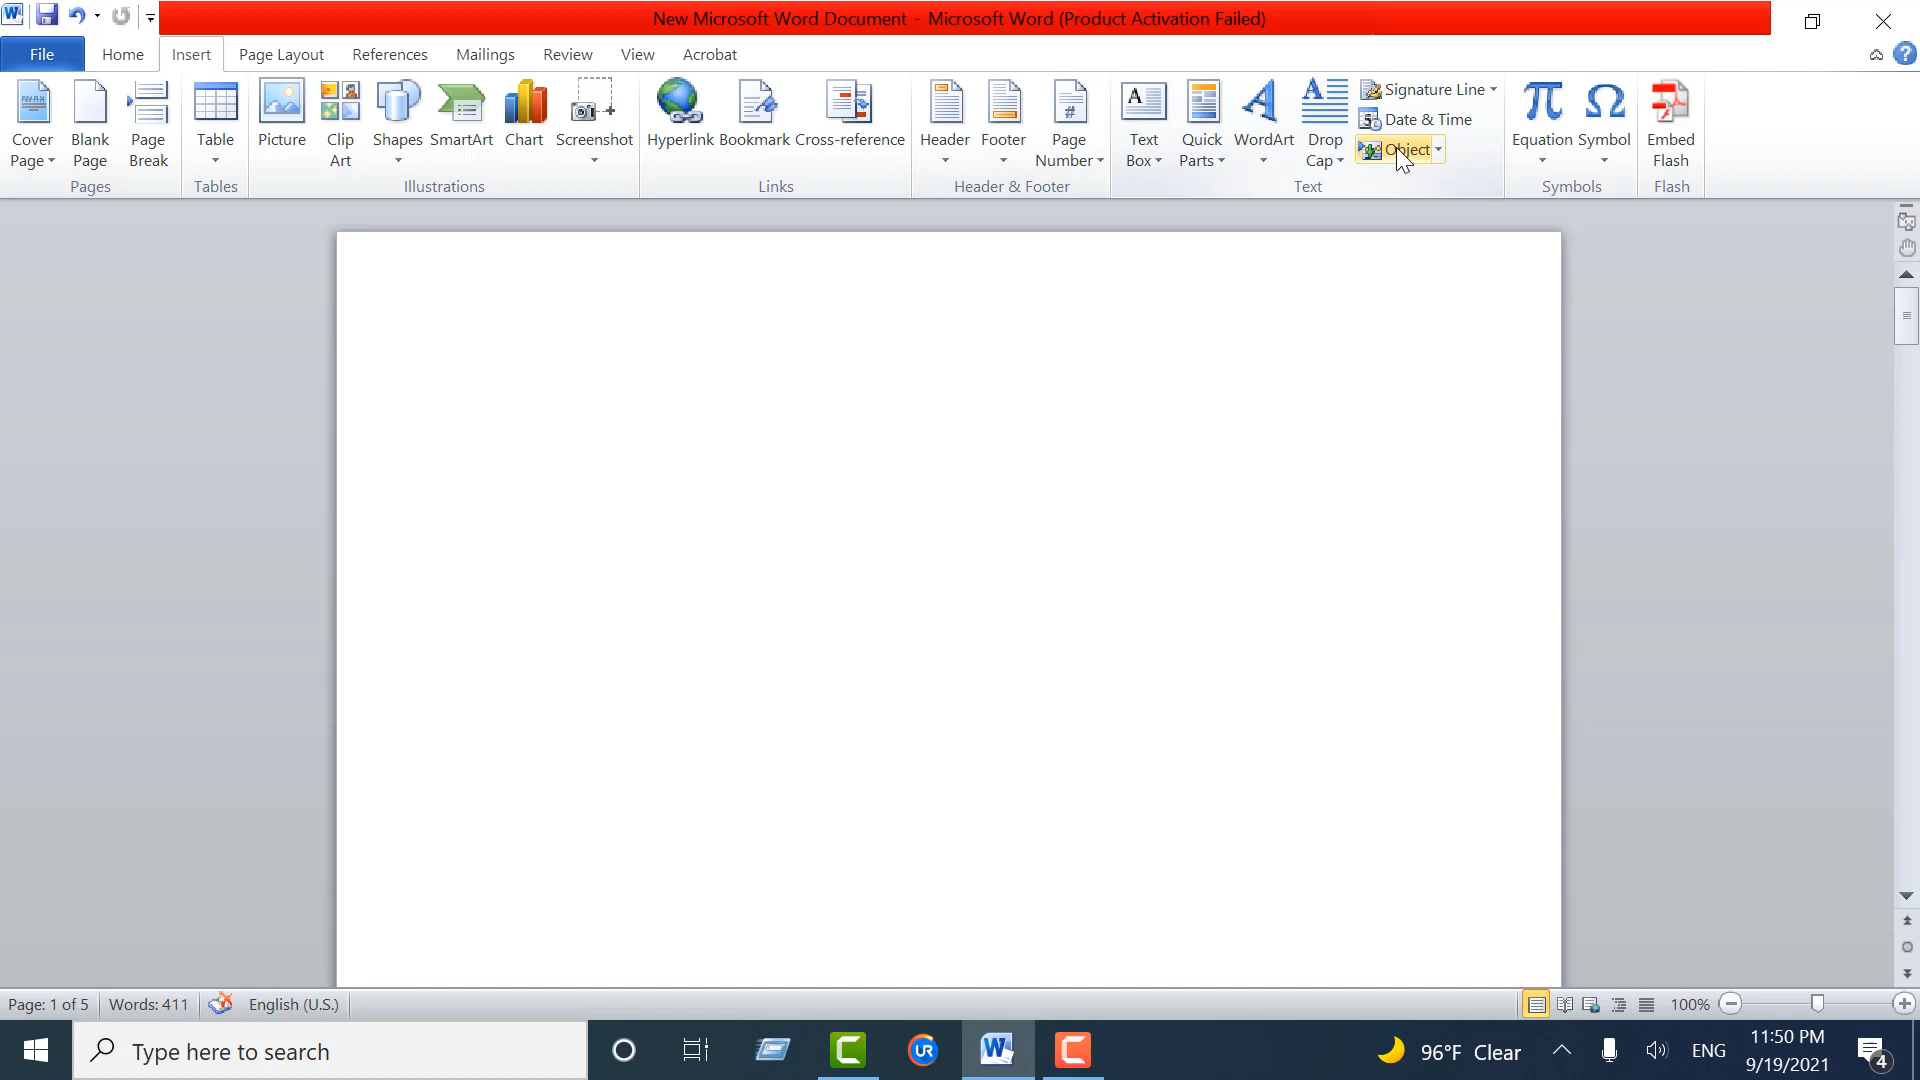 New Microsoft Word Document - Microsoft Word (Product Activation Failed)
File Home Insert Page Layout References Mailings Review View Acrobat
Cover Page
Blank Page
Page Break
Pages
Table
Tables
Picture
Clip Art
Shapes
SmartArt
Chart
Screenshot
Illustrations
Hyperlink
Bookmark
Cross-reference
Links
Header
Footer
Page Number
Header & Footer
Text Box
Quick Parts
WordArt
Drop Cap
Signature Line
Date & Time
Object
Text
Equation
Symbol
Symbols
Embed Flash
Flash
Page: 1 of 5
Words: 411
English (U.S.)
100%
Type here to search
UR
96°F Clear
ENG
11:50 PM
9/19/2021
4